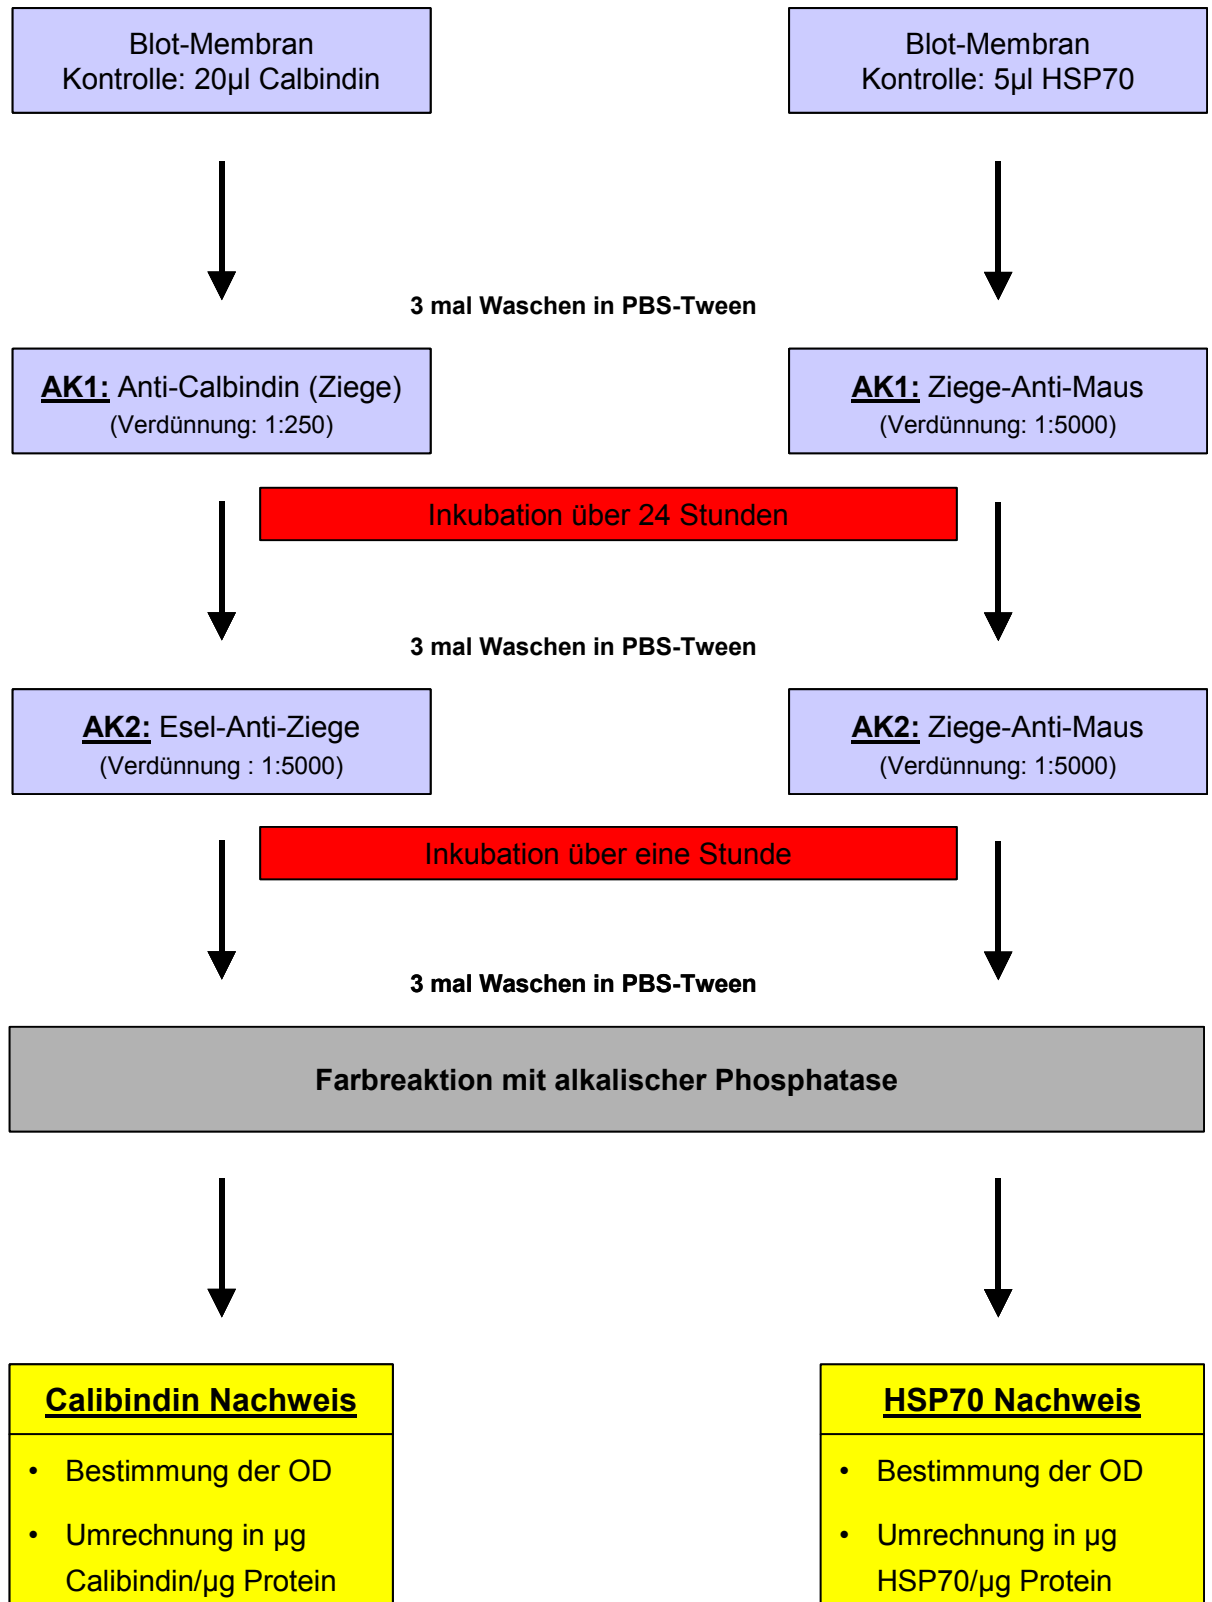 Blot-Membran
Kontrolle: 20µl Calbindin
Blot-Membran
Kontrolle: 5µl HSP70
3 mal Waschen in PBS-Tween
AK1: Anti-Calbindin (Ziege)
(Verdünnung: 1:250)
AK1: Ziege-Anti-Maus
(Verdünnung: 1:5000)
Inkubation über 24 Stunden
3 mal Waschen in PBS-Tween
AK2: Esel-Anti-Ziege
(Verdünnung : 1:5000)
AK2: Ziege-Anti-Maus
(Verdünnung: 1:5000)
Inkubation über eine Stunde
3 mal Waschen in PBS-Tween
Farbreaktion mit alkalischer Phosphatase
Calibindin Nachweis
• Bestimmung der OD
• Umrechnung in µg
Calibindin/µg Protein
HSP70 Nachweis
• Bestimmung der OD
• Umrechnung in µg
HSP70/µg Protein